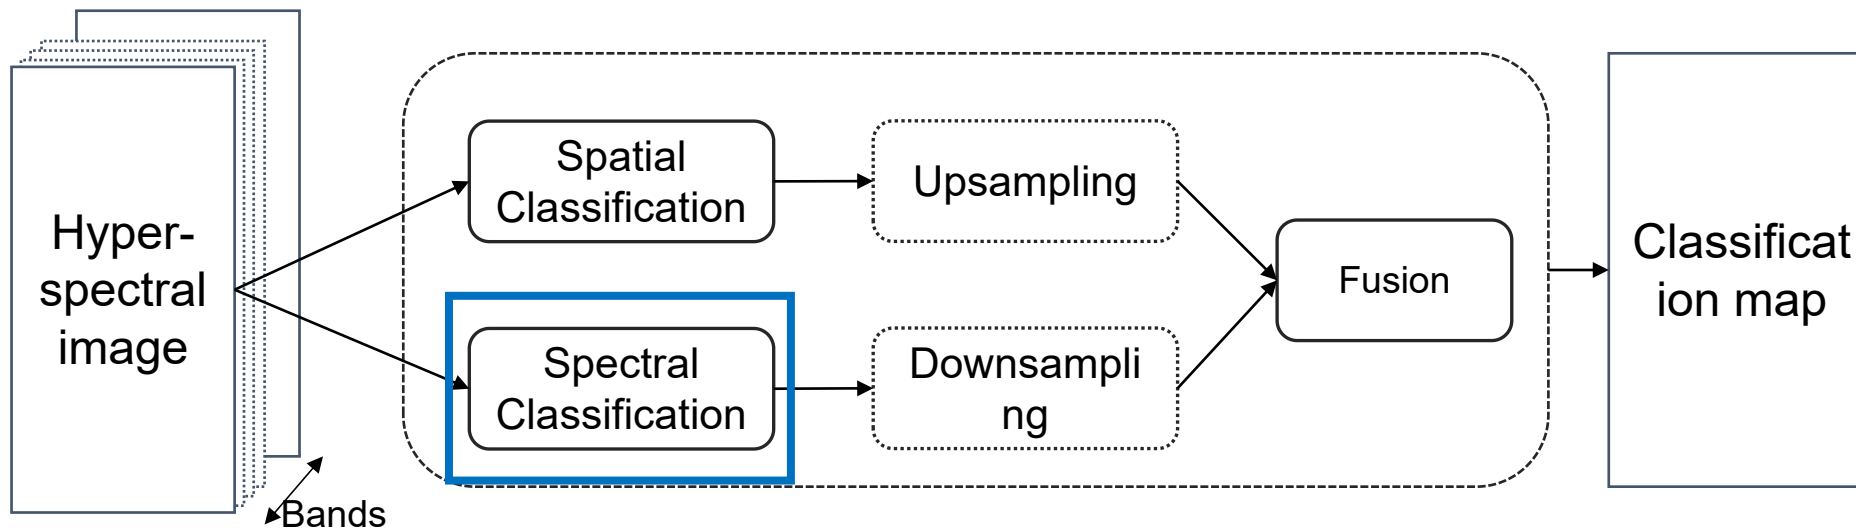 Hyper-
spectral
image
Bands
Spatial
Classification
Upsampling
Spectral
Classification
Downsampli
ng
Fusion
Classificat
ion map